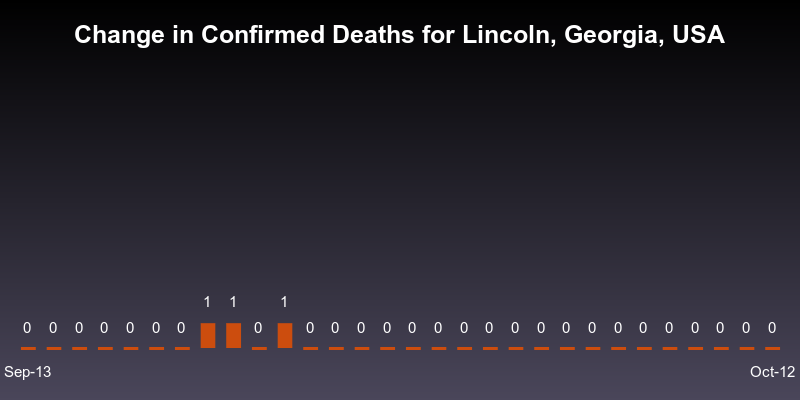 Change in Confirmed Deaths for Lincoln, Georgia, USA
1 1 1
0 0 0 0 0 0 0 0 0 0 0 0 0 0 0 0 0 0 0 0 0 0 0 0 0 0 0
Sep-13 Oct-12